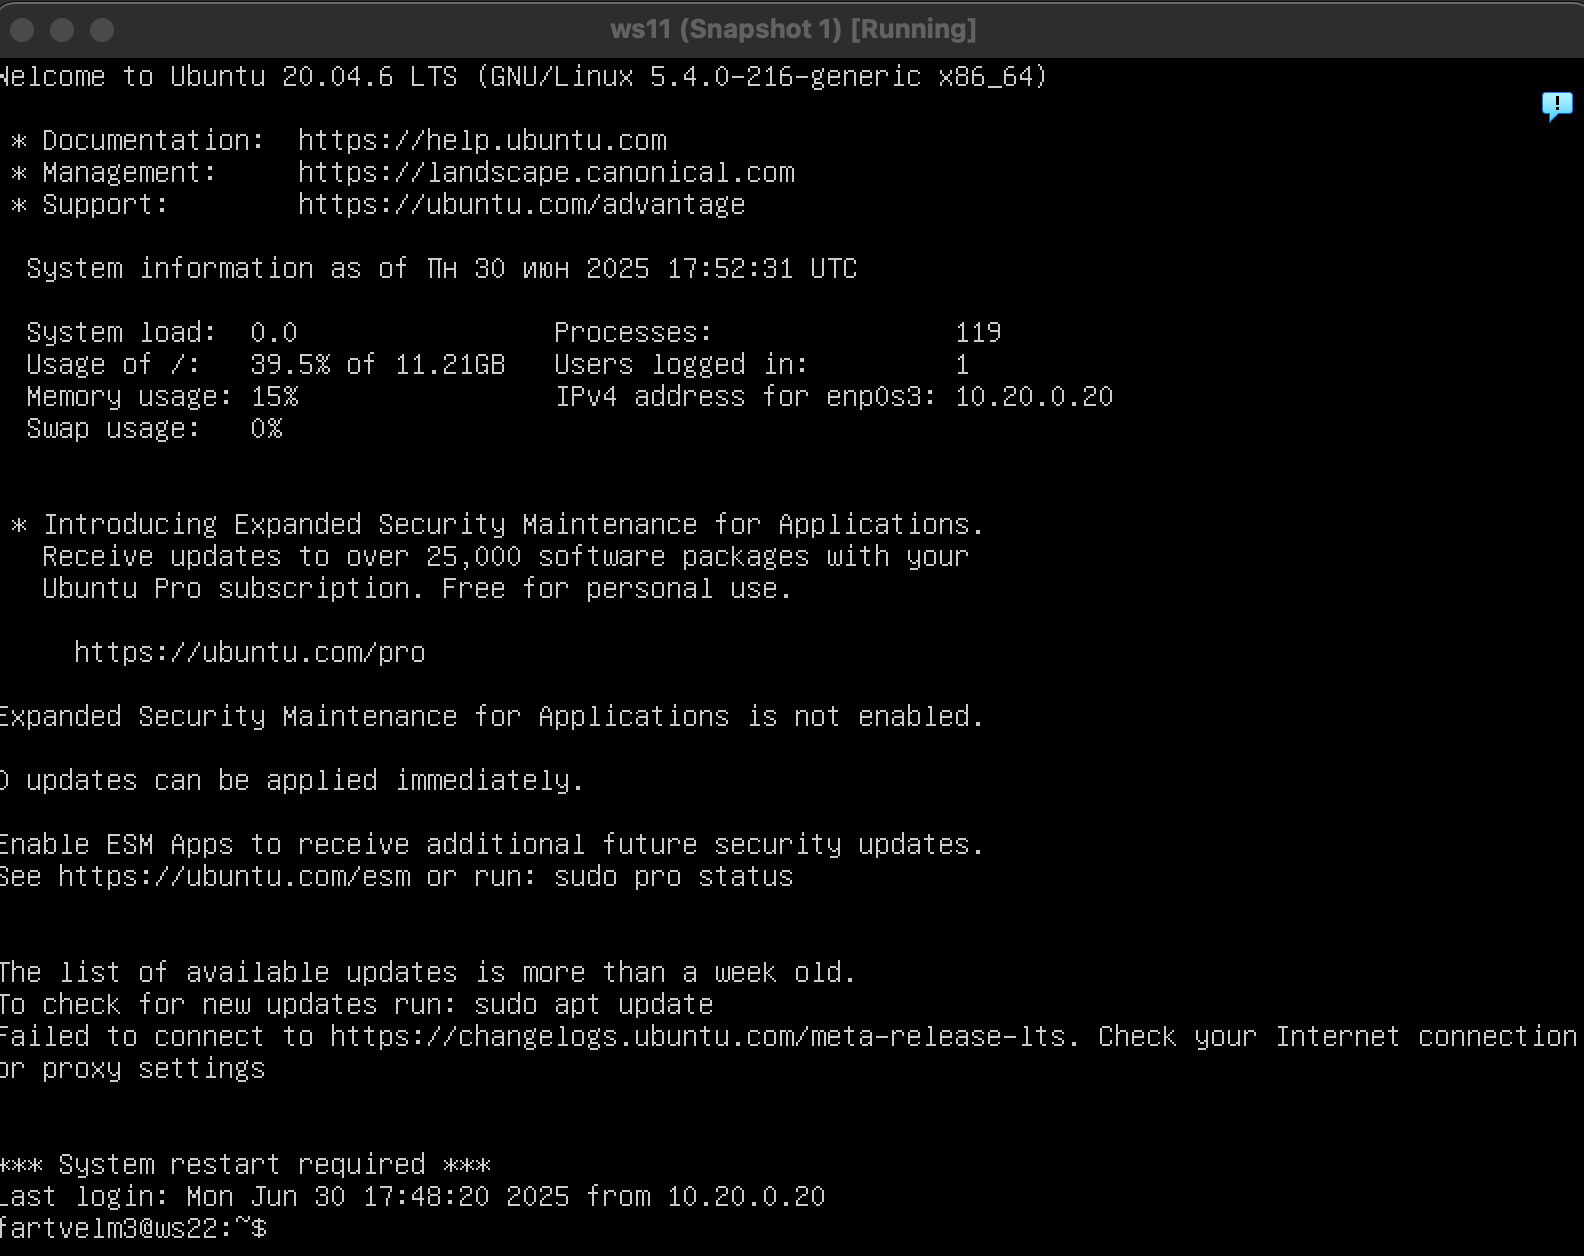 ws11 (Snapshot 1) [Running]
Welcome to Ubuntu 20.04.6 LTS (GNU/Linux 5.4.0-216-generic x86_64)
* Documentation:  https://help.ubuntu.com
* Management:     https://landscape.canonical.com
* Support:        https://ubuntu.com/advantage
System information as of Пн 30 июн 2025 17:52:31 UTC
System load:  0.0                Processes:               119
Usage of /:   39.5% of 11.21GB   Users logged in:         1
Memory usage: 15%                IPv4 address for enp0s3: 10.20.0.20
Swap usage:   0%
* Introducing Expanded Security Maintenance for Applications.
Receive updates to over 25,000 software packages with your
Ubuntu Pro subscription. Free for personal use.
https://ubuntu.com/pro
Expanded Security Maintenance for Applications is not enabled.
0 updates can be applied immediately.
Enable ESM Apps to receive additional future security updates.
See https://ubuntu.com/esm or run: sudo pro status
The list of available updates is more than a week old.
To check for new updates run: sudo apt update
Failed to connect to https://changelogs.ubuntu.com/meta-release-lts. Check your Internet connection
or proxy settings
*** System restart required ***
Last login: Mon Jun 30 17:48:20 2025 from 10.20.0.20
fartvelm3@ws22:~$